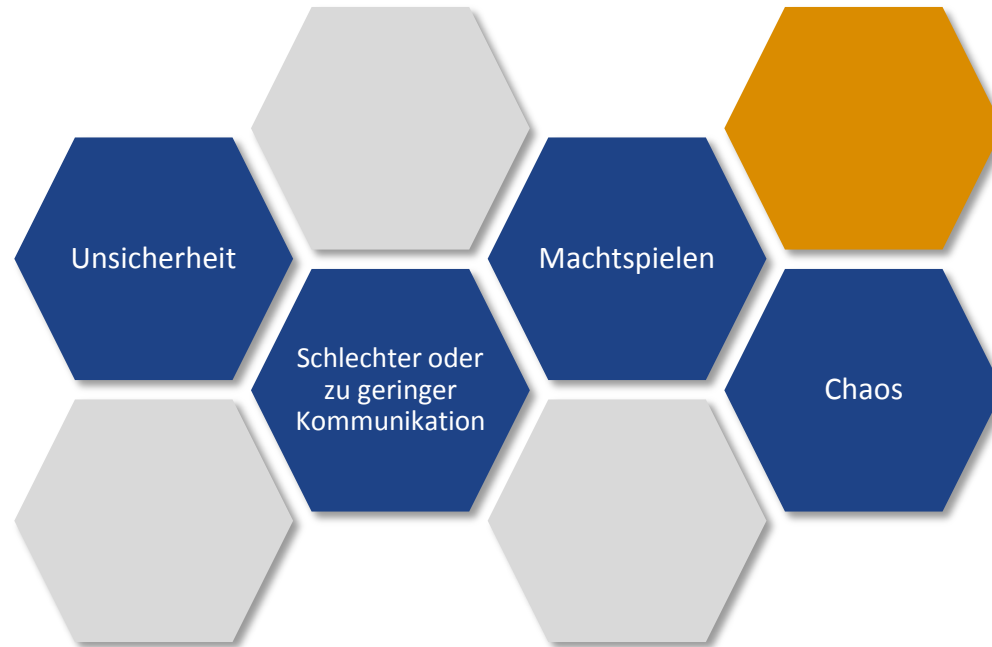 Unsicherheit
Schlechter oder
zu geringer
Kommunikation
Machtspielen
Chaos